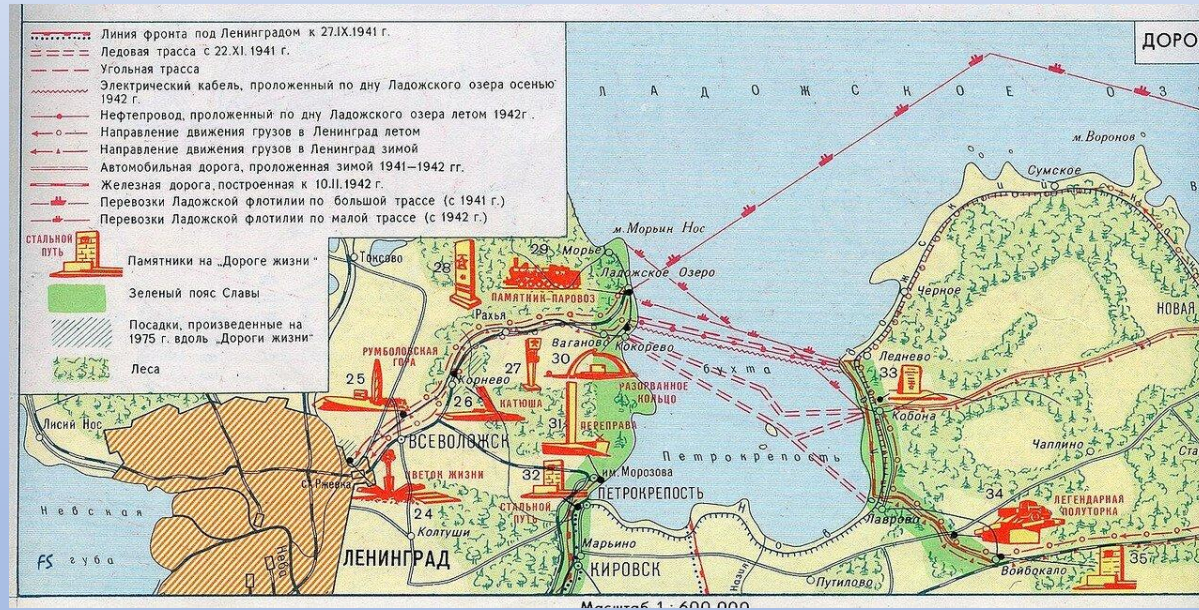 Линия фронта под Ленинградом к 27.IX.1941 г.
Ледовая трасса с 22.XI.1941 г.
Угольная трасса
Электрический кабель, проложенный по дну Ладожского озера осенью
1942 г.
Нефтепровод, проложенный по дну Ладожского озера летом 1942г.
Направление движения грузов в Ленинград летом
Направление движения грузов в Ленинград зимой
Автомобильная дорога, проложенная зимой 1941—1942 гг.
Железная дорога, построенная к 10.II.1942 г.
Перевозки Ладожской флотилии по большой трассе (с 1941 г.)
Перевозки Ладожской флотилии по малой трассе (с 1942 г.)
СТАЛЬНОЙ
ПУТЬ
Памятники на „Дороге жизни"
Зеленый пояс Славы
Посадки, произведенные на
1975 г. вдоль „Дороги жизни"
Леса
ДОРО
ЛАДОЖСКОЕ ОЗ
м. Воронов
Сумское
м. Морьин Нос
Токсово
28
29
Морье
Ладожское Озеро
ПАМЯТНИК-ПАРОВОЗ
Черное
НОВАЯ
Рахья
Ваганово
Кокорево
РУМБОЛОВСКАЯ
ГОРА
25
27
30
Корнево
26
КАТЮША
РАЗОРВАННОЕ
КОЛЬЦО
бухта
Леднево
33
Кобона
Лисий Нос
31
ПЕРЕПРАВА
ВСЕВОЛОЖСК
Чаплино
Ста
Петрокрепость
ЦВЕТОК ЖИЗНИ
32
им. Морозова
ПЕТРОКРЕПОСТЬ
ст. Ржевка
24
Колтуши
СТАЛЬНОЙ
ПУТЬ
34
ЛЕГЕНДАРНАЯ
ПОЛУТОРКА
Лаврово
Невская
губа
FS
Нева
ЛЕНИНГРАД
Марьино
КИРОВСК
Назия
Путилово
Войбокало
35
Масштаб 1 : 600 000